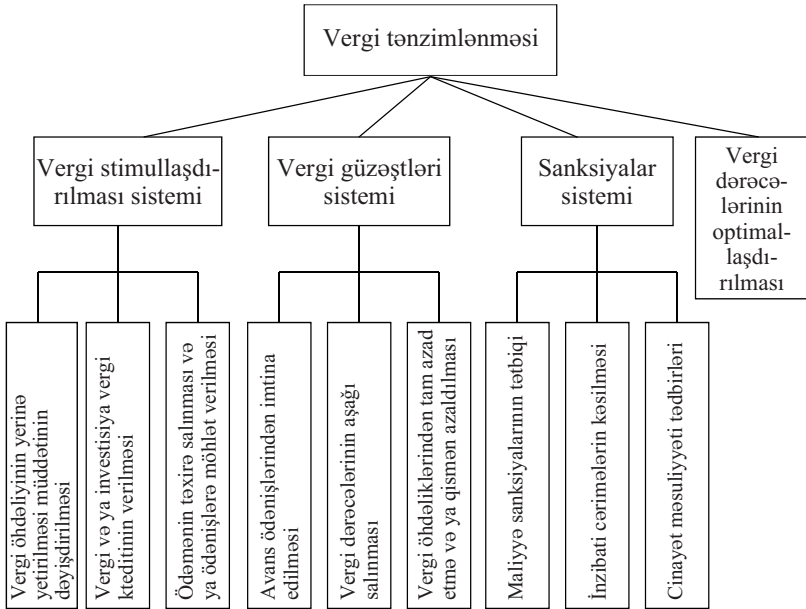 Vergi tənzimlənməsi
Vergi stimullaşdı-
rılması sistemi
Vergi güzəştləri
sistemi
Sanksiyalar
sistemi
Vergi
dərəcə-
lərinin
optimal-
laşdı-
rılması
Vergi öhdəliyinin yerinə
yetirilməsi müddətinin
dəyişdirilməsi
Vergi və ya investisiya vergi
kteditinin verilməsi
Ödəmənin təxirə salınması və
ya ödənişlərə möhlət verilməsi
Avans ödənişlərindən imtina
edilməsi
Vergi dərəcələrinin aşağı
salınması
Vergi öhdəliklərindən tam azad
etmə və ya qismən azaldılması
Maliyyə sanksiyalarının tətbiqi
İnzibati cərimələrin kəsilməsi
Cinayət məsuliyyəti tədbirləri